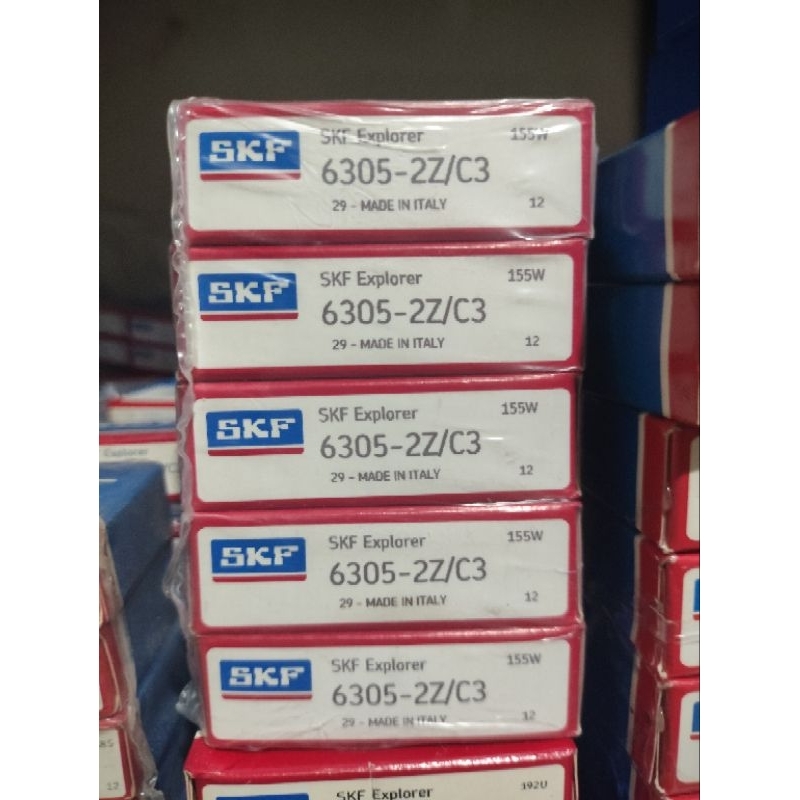 SKF
SKF Explorer 155W
6305-2Z/C3
29 - MADE IN ITALY 12
SKF
SKF Explorer 155W
6305-2Z/C3
29 - MADE IN ITALY 12
SKF
SKF Explorer 155W
6305-2Z/C3
29 - MADE IN ITALY 12
SKF
SKF Explorer 155W
6305-2Z/C3
29 - MADE IN ITALY 12
SKF
SKF Explorer 155W
6305-2Z/C3
29 - MADE IN ITALY 12
SKF Explorer 192U
Explorer
12